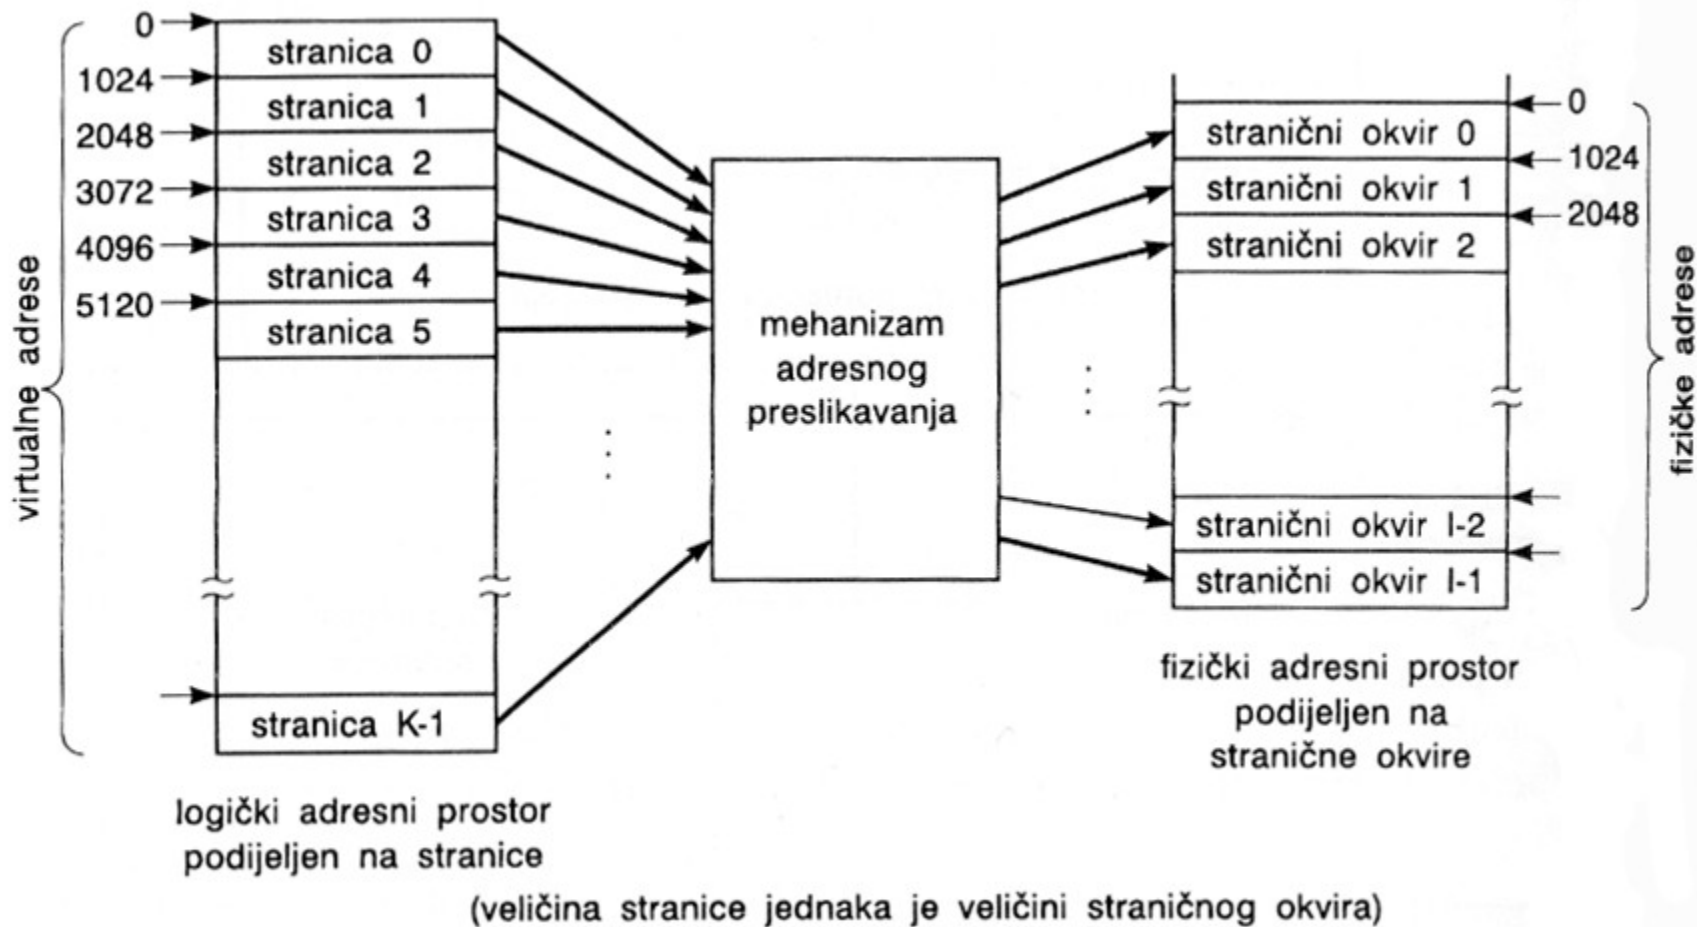 virtualne adrese
0
1024
2048
3072
4096
5120
stranica 0
stranica 1
stranica 2
stranica 3
stranica 4
stranica 5
stranica K-1
logički adresni prostor
podijeljen na stranice
mehanizam
adresnog
preslikavanja
stranični okvir 0
stranični okvir 1
stranični okvir 2
stranični okvir I-2
stranični okvir I-1
0
1024
2048
fizičke adrese
fizički adresni prostor
podijeljen na
stranične okvire
(veličina stranice jednaka je veličini straničnog okvira)